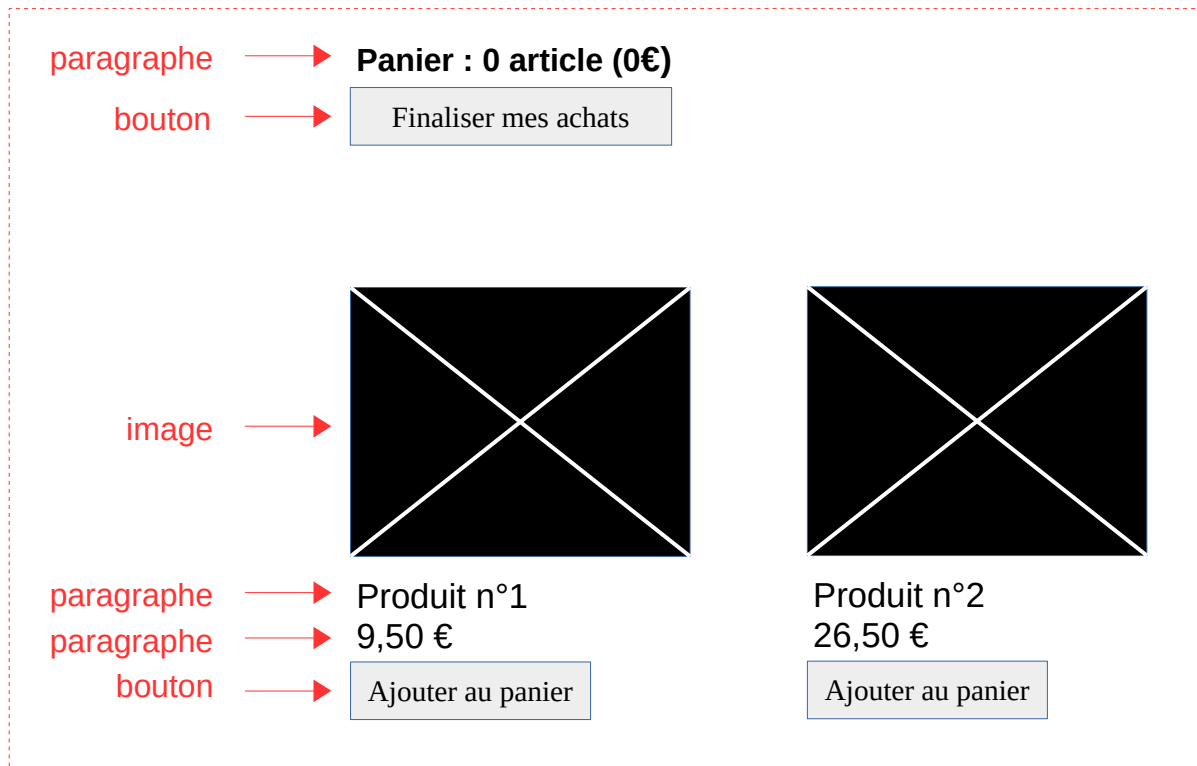 paragraphe
Panier : 0 article (0€)
bouton
Finaliser mes achats
image
paragraphe
Produit n°1
Produit n°2
paragraphe
9,50 €
26,50 €
bouton
Ajouter au panier
Ajouter au panier